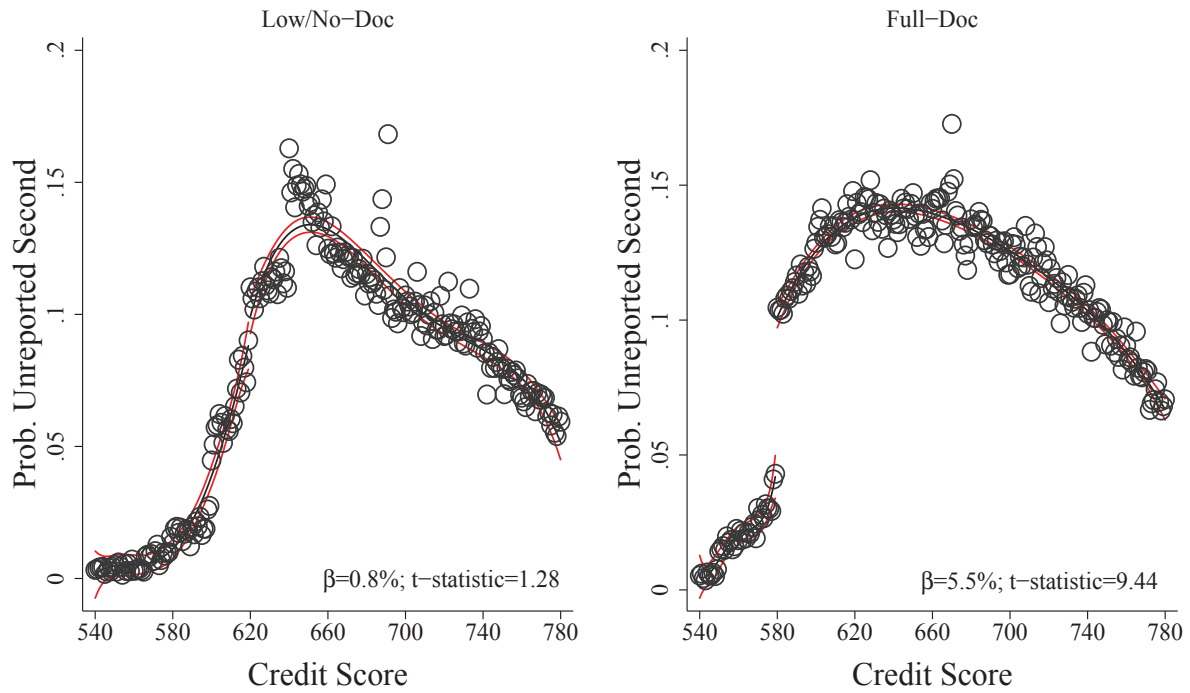 Low/No−Doc
Prob. Unreported Second
.2
.15
.1
.05
0
β=0.8%; t−statistic=1.28
540 580 620 660 700 740 780
Credit Score
Full−Doc
Prob. Unreported Second
.2
.15
.1
.05
0
β=5.5%; t−statistic=9.44
540 580 620 660 700 740 780
Credit Score